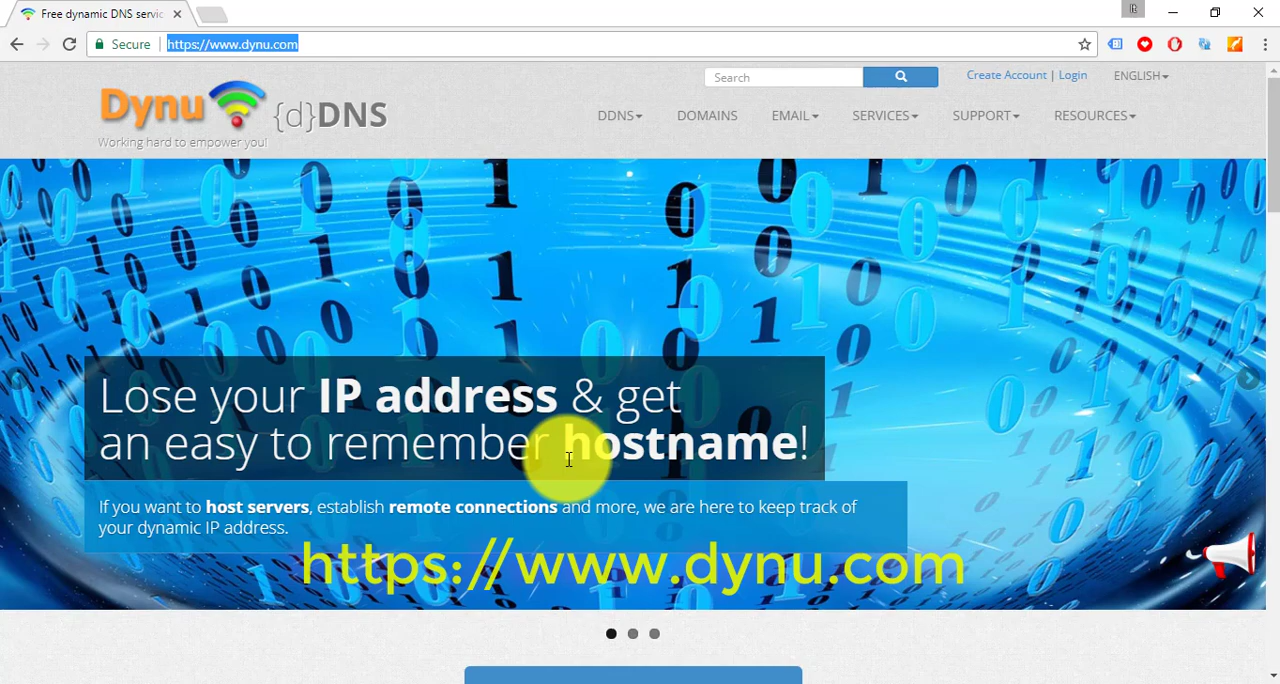 Free dynamic DNS servic
Secure
https://www.dynu.com
Search
Create Account | Login
ENGLISH
Dynu {d}DNS
Working hard to empower you!
DDNS
DOMAINS
EMAIL
SERVICES
SUPPORT
RESOURCES
Lose your IP address & get
an easy to remember hostname!
If you want to host servers, establish remote connections and more, we are here to keep track of
your dynamic IP address.
https://www.dynu.com